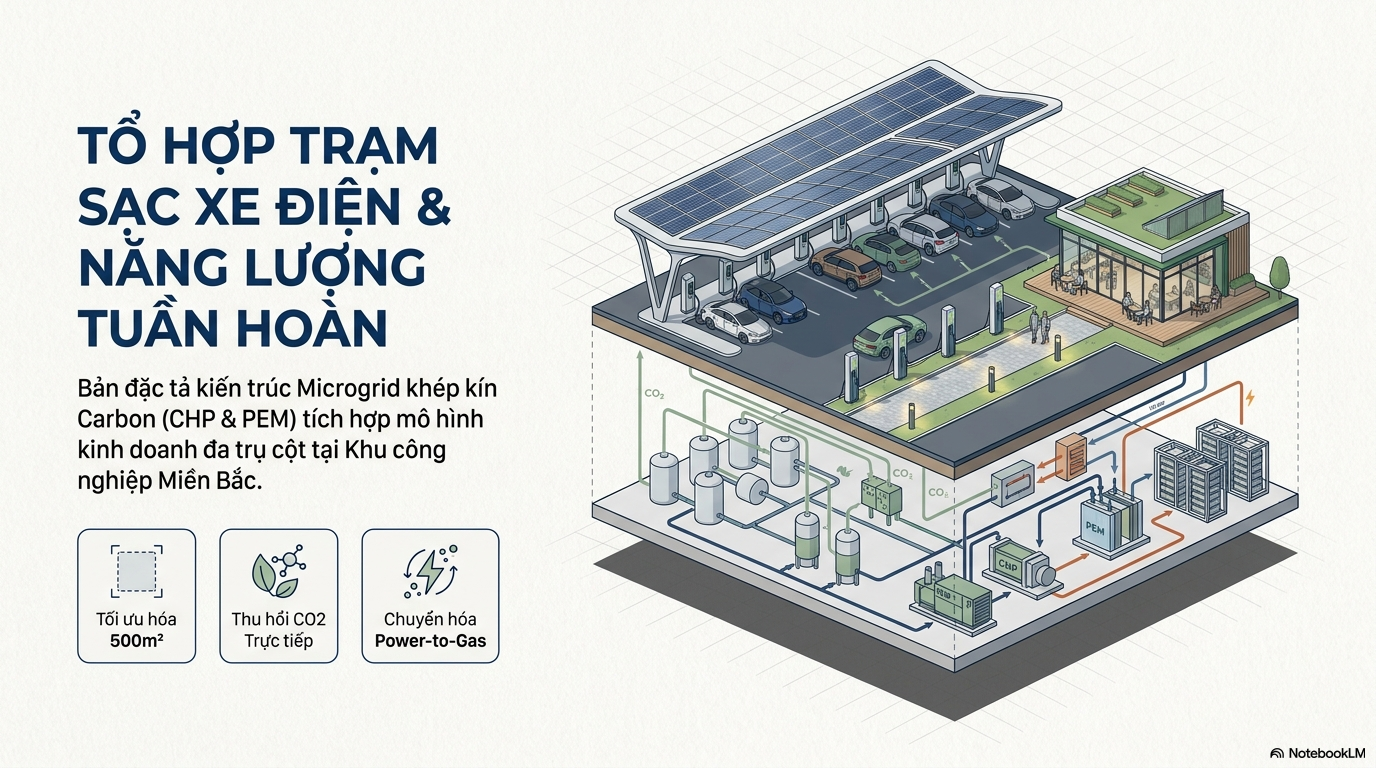 TỔ HỢP TRẠM
SẠC XE ĐIỆN &
NĂNG LƯỢNG
TUẦN HOÀN
Bản đặc tả kiến trúc Microgrid khép kín
Carbon (CHP & PEM) tích hợp mô hình
kinh doanh đa trụ cột tại Khu công
nghiệp Miền Bắc.
Tối ưu hóa
500m²
Thu hồi CO2
Trực tiếp
Chuyển hóa
Power-to-Gas
CO₂
CO₂
CO₂
PEM
CHP
NotebookLM